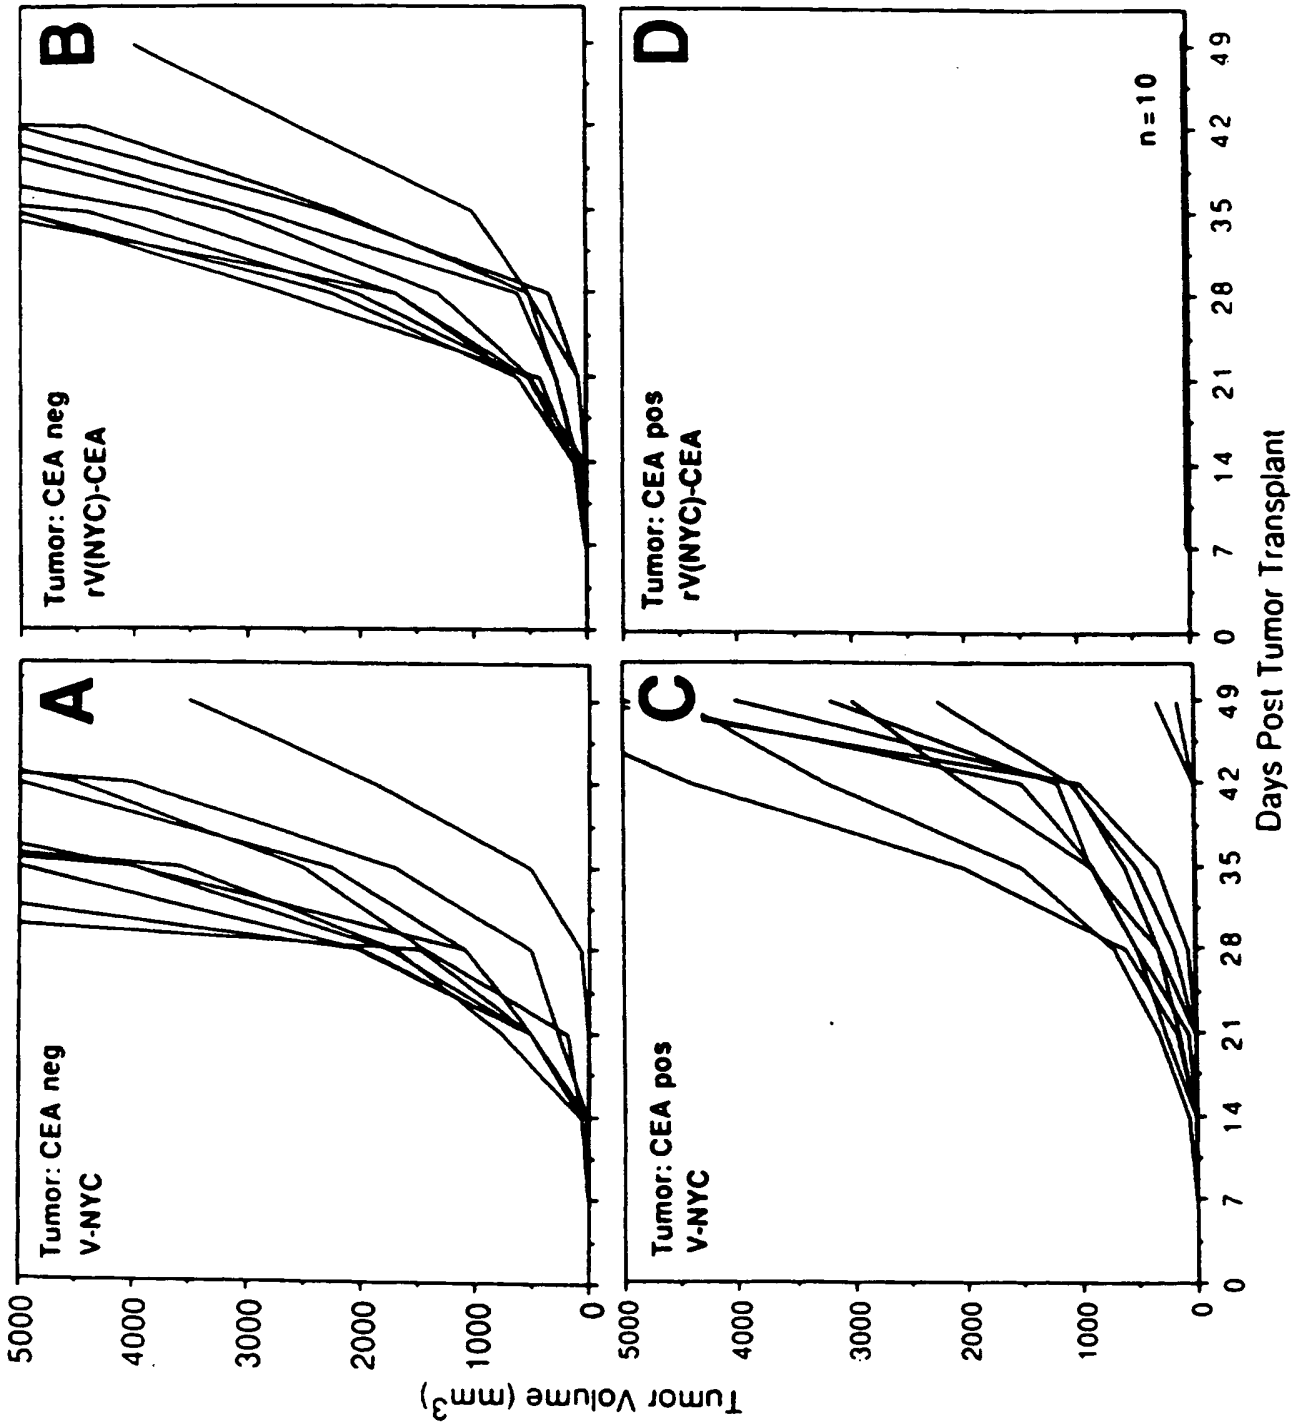 A
Tumor: CEA neg
V-NYC
5000
4000
3000
2000
1000
0
B
Tumor: CEA neg
rV(NYC)-CEA
C
Tumor: CEA pos
V-NYC
5000
4000
3000
2000
1000
0
0 7 14 21 28 35 42 49
D
Tumor: CEA pos
rV(NYC)-CEA
n=10
0 7 14 21 28 35 42 49
Tumor Volume (mm³)
Days Post Tumor Transplant